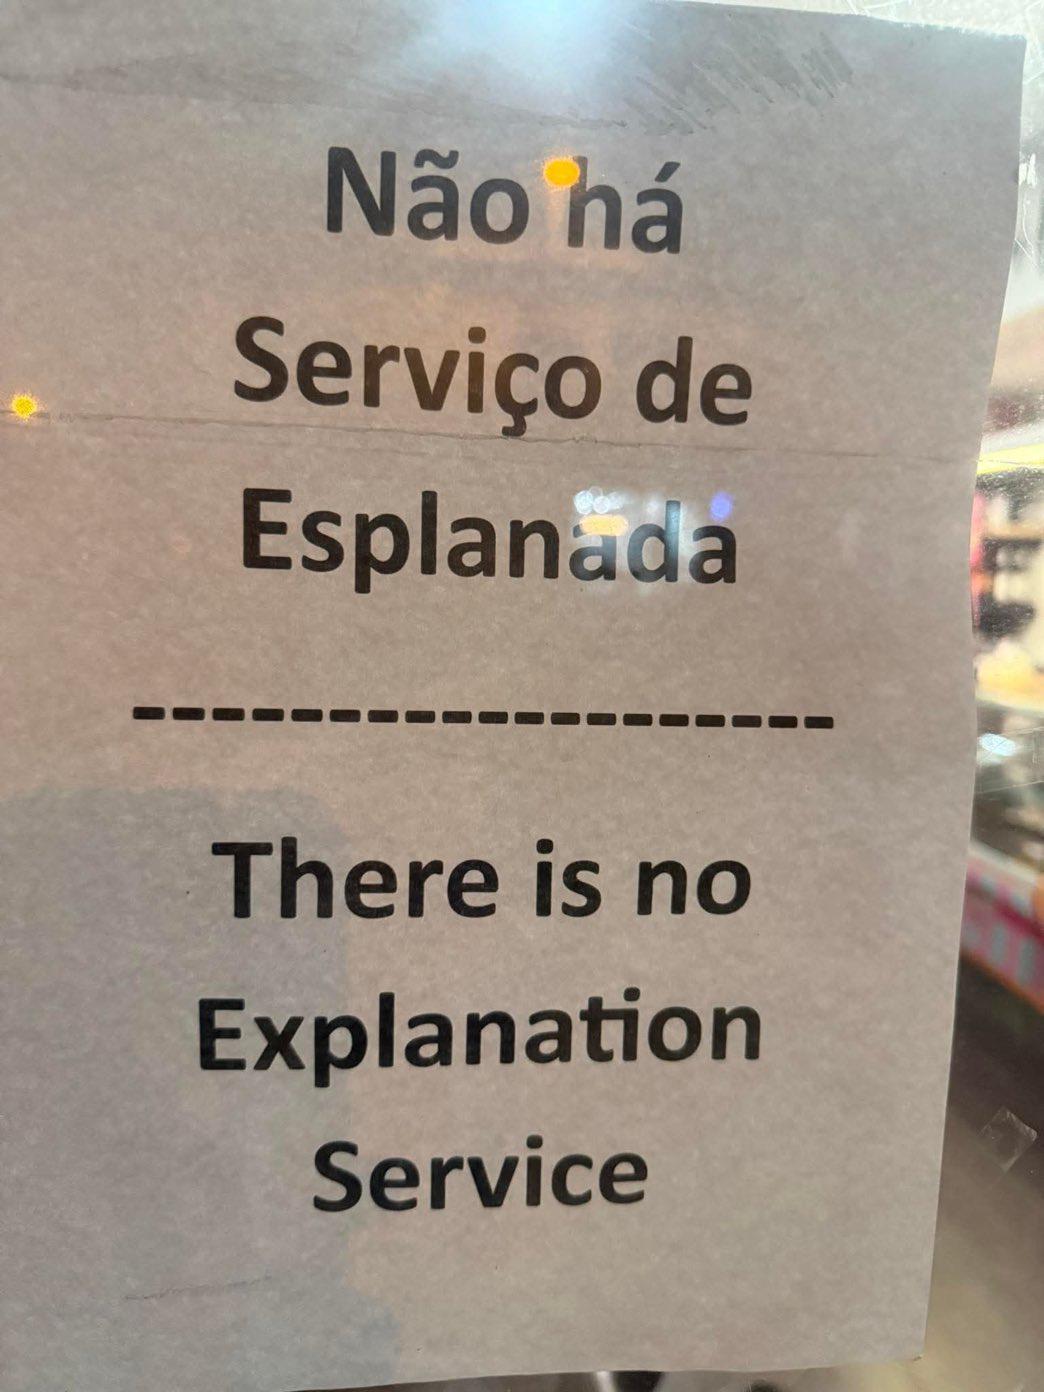 Não há
Serviço de
Esplanada
--------------------
There is no
Explanation
Service